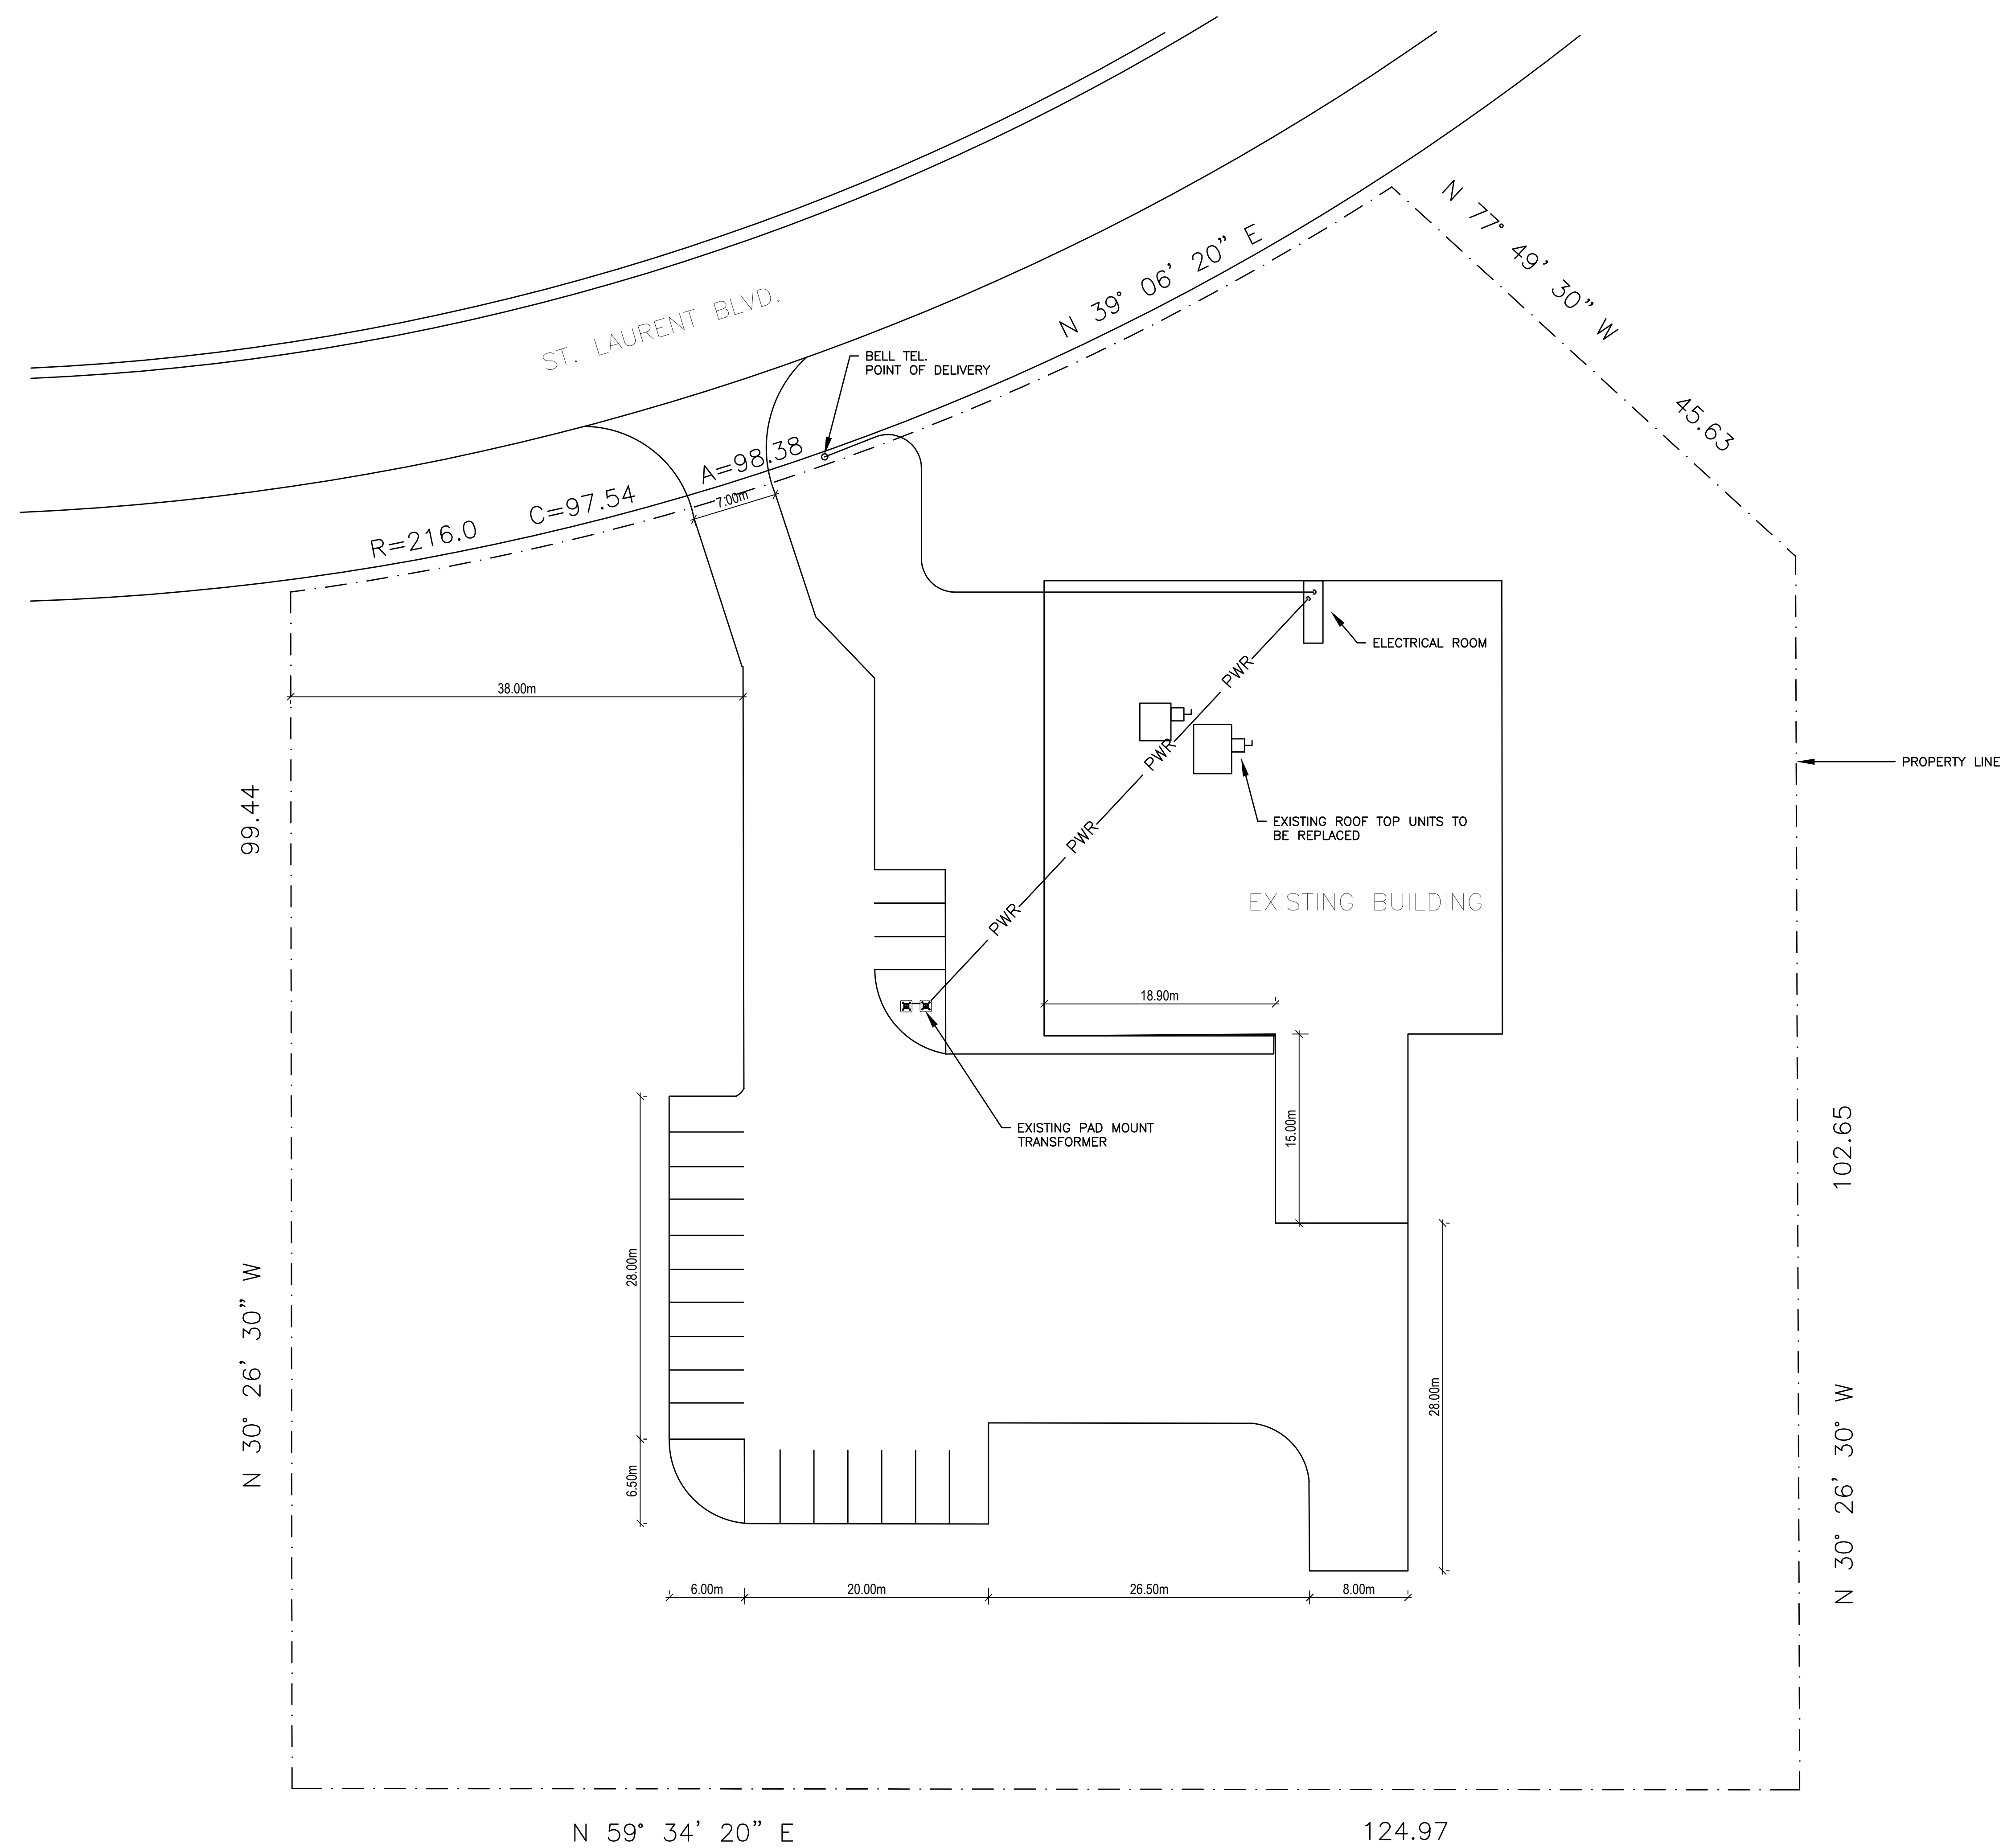 N 77° 49' 30" W
N 39° 06' 20" E
ST. LAURENT BLVD.
BELL TEL.
POINT OF DELIVERY
45.63
A=98.38
C=97.54
7.00m
R=216.0
ELECTRICAL ROOM
PWR
38.00m
PWR
PROPERTY LINE
99.44
EXISTING ROOF TOP UNITS TO
BE REPLACED
PWR
EXISTING BUILDING
PWR
18.90m
EXISTING PAD MOUNT
TRANSFORMER
15.00m
102.65
28.00m
N 30° 26' 30" W
28.00m
6.50m
N 30° 26' 30° W
6.00m
20.00m
26.50m
8.00m
N 59° 34' 20" E
124.97